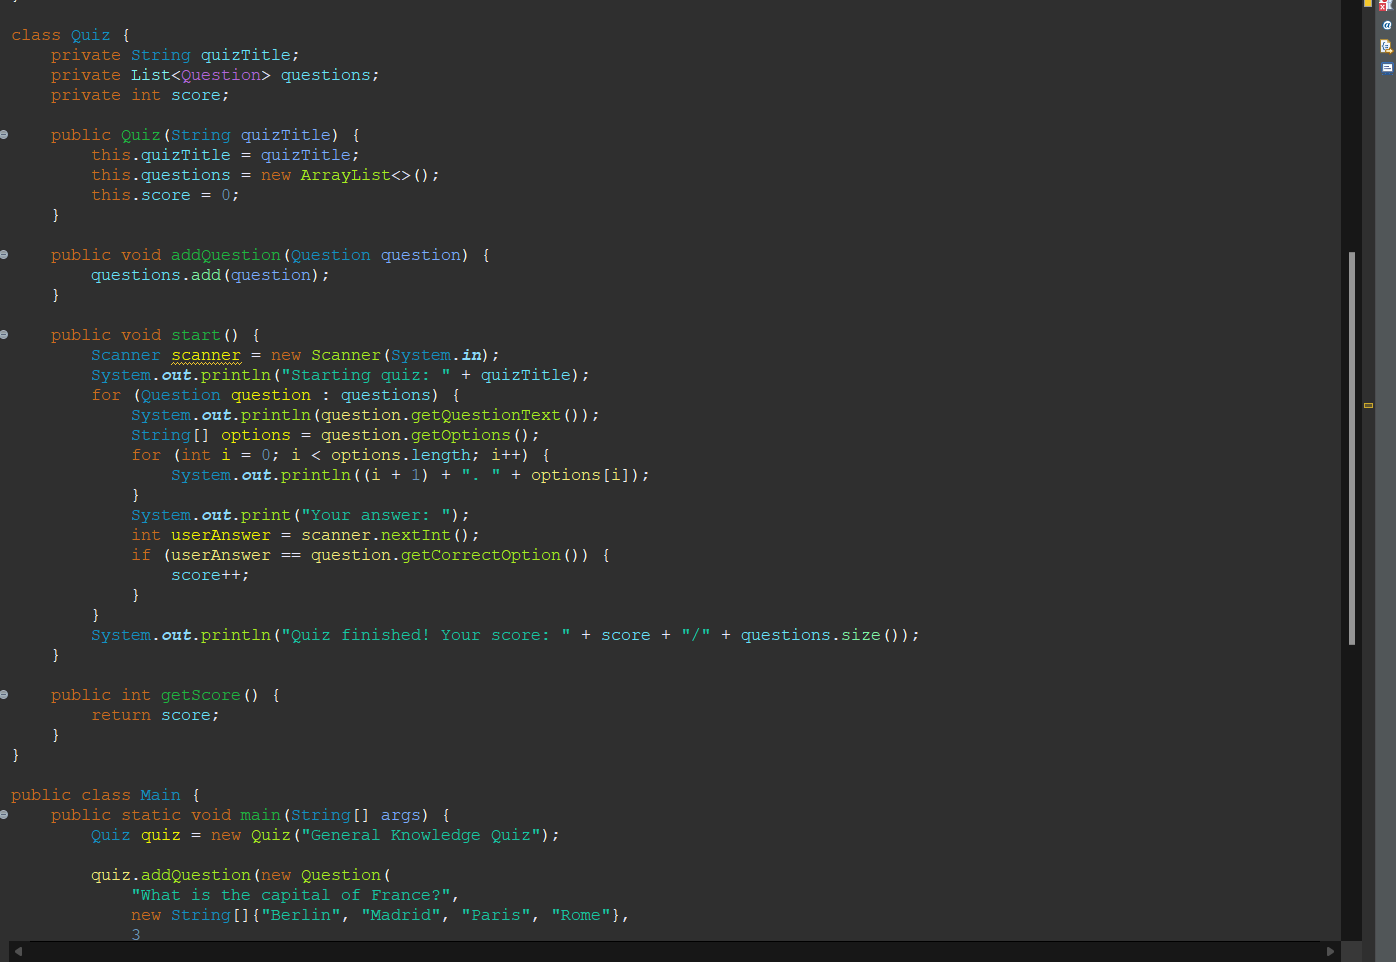 class Quiz {
    private String quizTitle;
    private List<Question> questions;
    private int score;

    public Quiz(String quizTitle) {
        this.quizTitle = quizTitle;
        this.questions = new ArrayList<>();
        this.score = 0;
    }

    public void addQuestion(Question question) {
        questions.add(question);
    }

    public void start() {
        Scanner scanner = new Scanner(System.in);
        System.out.println("Starting quiz: " + quizTitle);
        for (Question question : questions) {
            System.out.println(question.getQuestionText());
            String[] options = question.getOptions();
            for (int i = 0; i < options.length; i++) {
                System.out.println((i + 1) + ". " + options[i]);
            }
            System.out.print("Your answer: ");
            int userAnswer = scanner.nextInt();
            if (userAnswer == question.getCorrectOption()) {
                score++;
            }
        }
        System.out.println("Quiz finished! Your score: " + score + "/" + questions.size());
    }

    public int getScore() {
        return score;
    }
}

public class Main {
    public static void main(String[] args) {
        Quiz quiz = new Quiz("General Knowledge Quiz");

        quiz.addQuestion(new Question(
            "What is the capital of France?",
            new String[]{"Berlin", "Madrid", "Paris", "Rome"},
            3